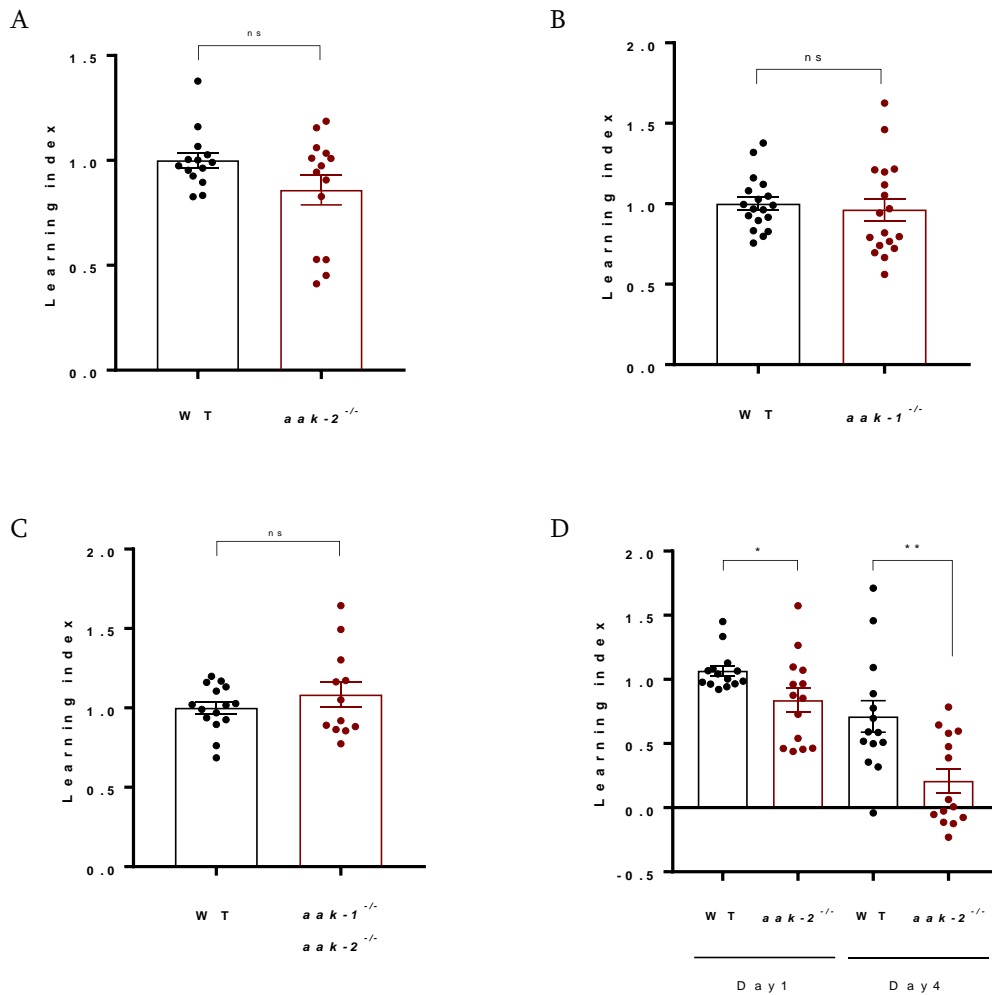 A
ns
Learning index
1.5
1.0
0.5
0.0
WT
aak-2 -/-
B
ns
Learning index
2.0
1.5
1.0
0.5
0.0
WT
aak-1 -/-
C
ns
Learning index
2.0
1.5
1.0
0.5
0.0
WT
aak-1 -/-
aak-2 -/-
D
*
**
Learning index
2.0
1.5
1.0
0.5
0.0
-0.5
WT
aak-2 -/-
WT
aak-2 -/-
Day1
Day4